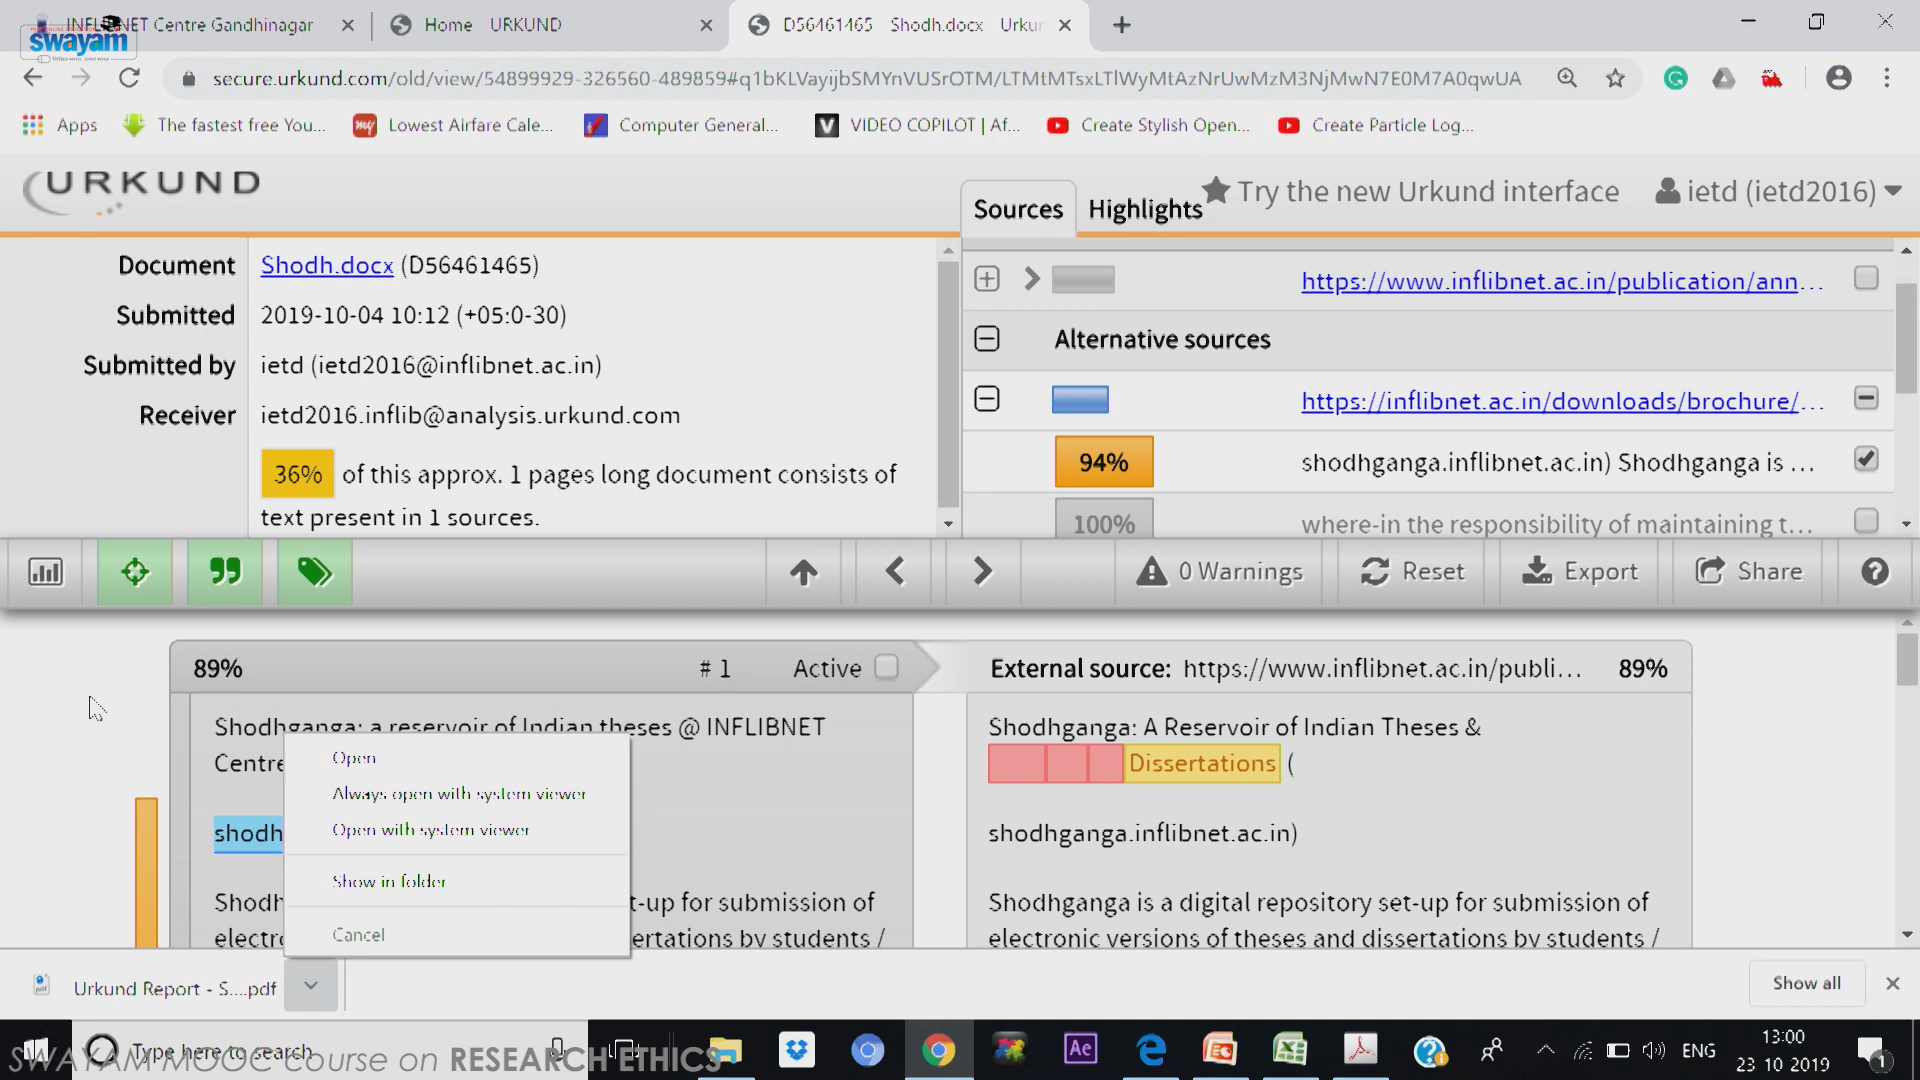 INFLIBNET Centre Gandhinagar
Home URKUND
D56461465 Shodh.docx Urkun
swayam
secure.urkund.com/old/view/54899929-326560-489859#q1bKLVayijbSMYnVUSrOTM/LTMtMTsxLTlWyMtAzNrUwMzM3NjMwN7E0M7A0qwUA
Apps
The fastest free You...
Lowest Airfare Cale...
Computer General...
VIDEO COPILOT | Af...
Create Stylish Open...
Create Particle Log...
URKUND
Sources
Highlights
Try the new Urkund interface
ietd (ietd2016)
Document
Shodh.docx (D56461465)
Submitted
2019-10-04 10:12 (+05:0-30)
Submitted by
ietd (ietd2016@inflibnet.ac.in)
Receiver
ietd2016.inflib@analysis.urkund.com
36% of this approx. 1 pages long document consists of
text present in 1 sources.
https://www.inflibnet.ac.in/publication/ann...
Alternative sources
https://inflibnet.ac.in/downloads/brochure/...
94% shodhganga.inflibnet.ac.in) Shodhganga is ...
100% where-in the responsibility of maintaining t...
0 Warnings
Reset
Export
Share
89% # 1 Active
External source: https://www.inflibnet.ac.in/publi... 89%
Shodhganga: a reservoir of Indian theses @ INFLIBNET
Centre
shodh
Shodh
t-up for submission of
electr
ertations by students /
Open
Always open with system viewer
Open with system viewer
Show in folder
Cancel
Shodhganga: A Reservoir of Indian Theses &
Dissertations (
shodhganga.inflibnet.ac.in)
Shodhganga is a digital repository set-up for submission of
electronic versions of theses and dissertations by students /
Urkund Report - S....pdf
Show all
Type here to search
SWAYAM MOOC course on RESEARCH ETHICS
Ae
ENG
13:00
23-10-2019
1